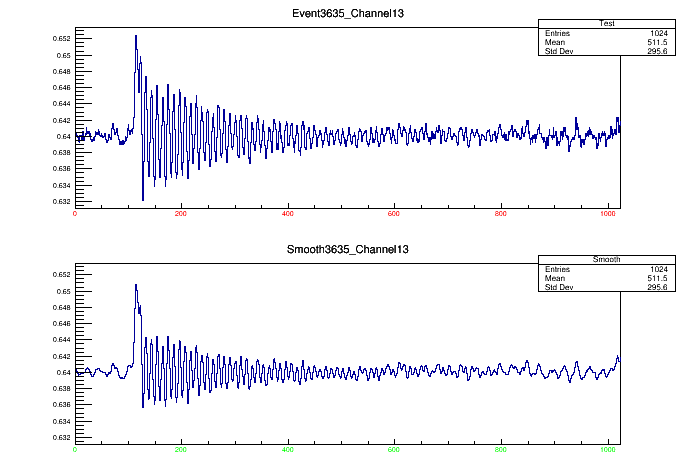 Event3635_Channel13
Test
Entries 1024
Mean 511.5
Std Dev 295.6
0.652
0.65
0.648
0.646
0.644
0.642
0.64
0.638
0.636
0.634
0.632
0 200 400 600 800 1000
Smooth3635_Channel13
Smooth
Entries 1024
Mean 511.5
Std Dev 295.6
0.652
0.65
0.648
0.646
0.644
0.642
0.64
0.638
0.636
0.634
0.632
0 200 400 600 800 1000